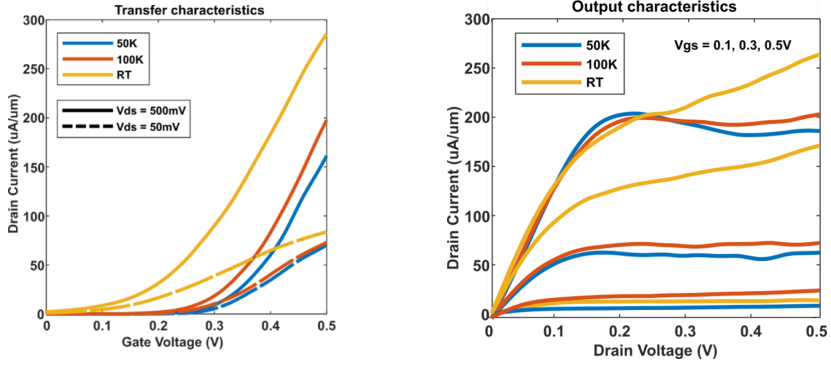 Transfer characteristics
300
250
200
150
100
50
0
0
0.1
0.2
0.3
0.4
0.5
Drain Current (uA/um)
Gate Voltage (V)
50K
100K
RT
Vds = 500mV
Vds = 50mV
Output characteristics
300
250
200
150
100
50
0
0
0.1
0.2
0.3
0.4
0.5
Drain Current (uA/um)
Drain Voltage (V)
50K
100K
RT
Vgs = 0.1, 0.3, 0.5V